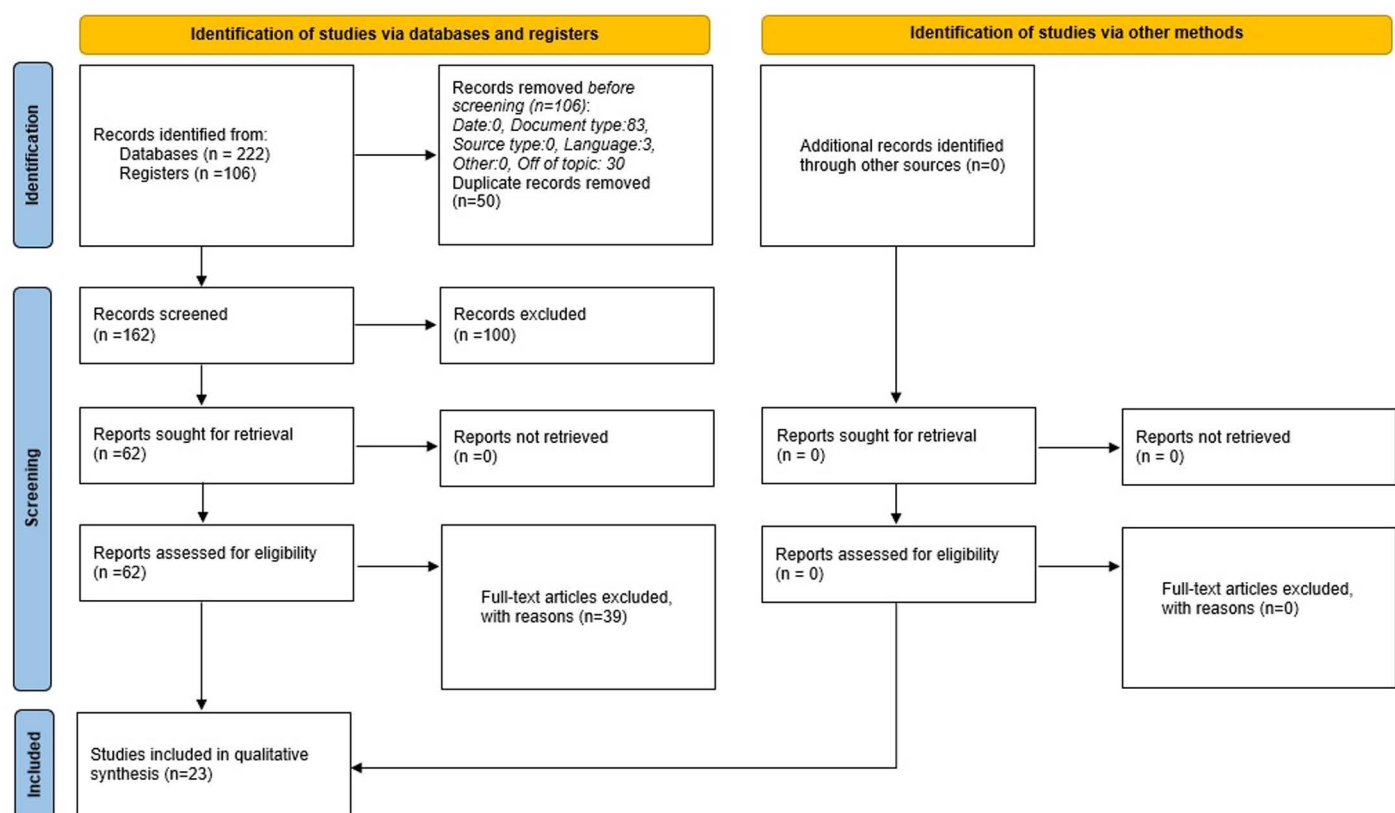 Identification of studies via databases and registers
Identification of studies via other methods
Identification
Records identified from:
Databases (n = 222)
Registers (n =106)
Records removed before
screening (n=106):
Date:0, Document type:83,
Source type:0, Language:3,
Other:0, Off of topic: 30
Duplicate records removed
(n=50)
Additional records identified
through other sources (n=0)
Screening
Records screened
(n =162)
Records excluded
(n =100)
Reports sought for retrieval
(n =62)
Reports not retrieved
(n =0)
Reports sought for retrieval
(n = 0)
Reports not retrieved
(n = 0)
Reports assessed for eligibility
(n =62)
Full-text articles excluded,
with reasons (n=39)
Reports assessed for eligibility
(n = 0)
Full-text articles excluded,
with reasons (n=0)
Included
Studies included in qualitative
synthesis (n=23)